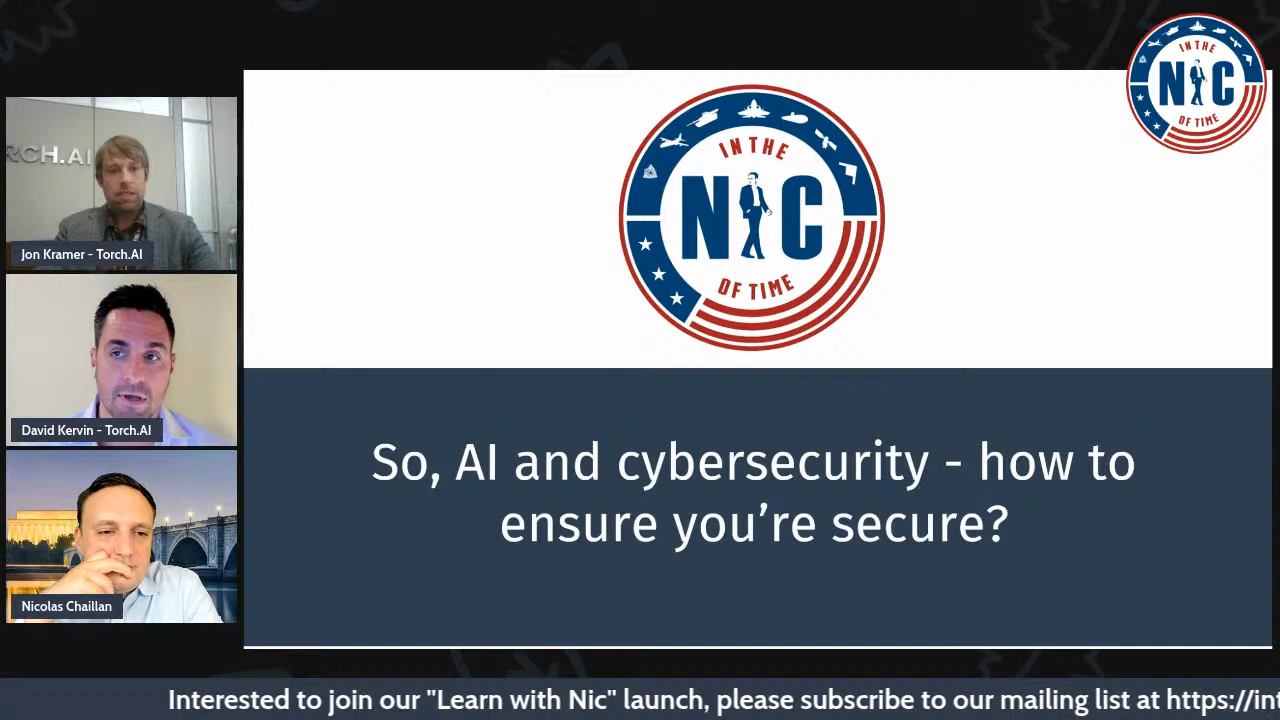 IN THE
NIC
OF TIME
IN THE
NIC
OF TIME
RCH.AI
Jon Kramer - Torch.AI
David Kervin - Torch.AI
Nicolas Chaillan
So, AI and cybersecurity - how to
ensure you’re secure?
Interested to join our "Learn with Nic" launch, please subscribe to our mailing list at https://int